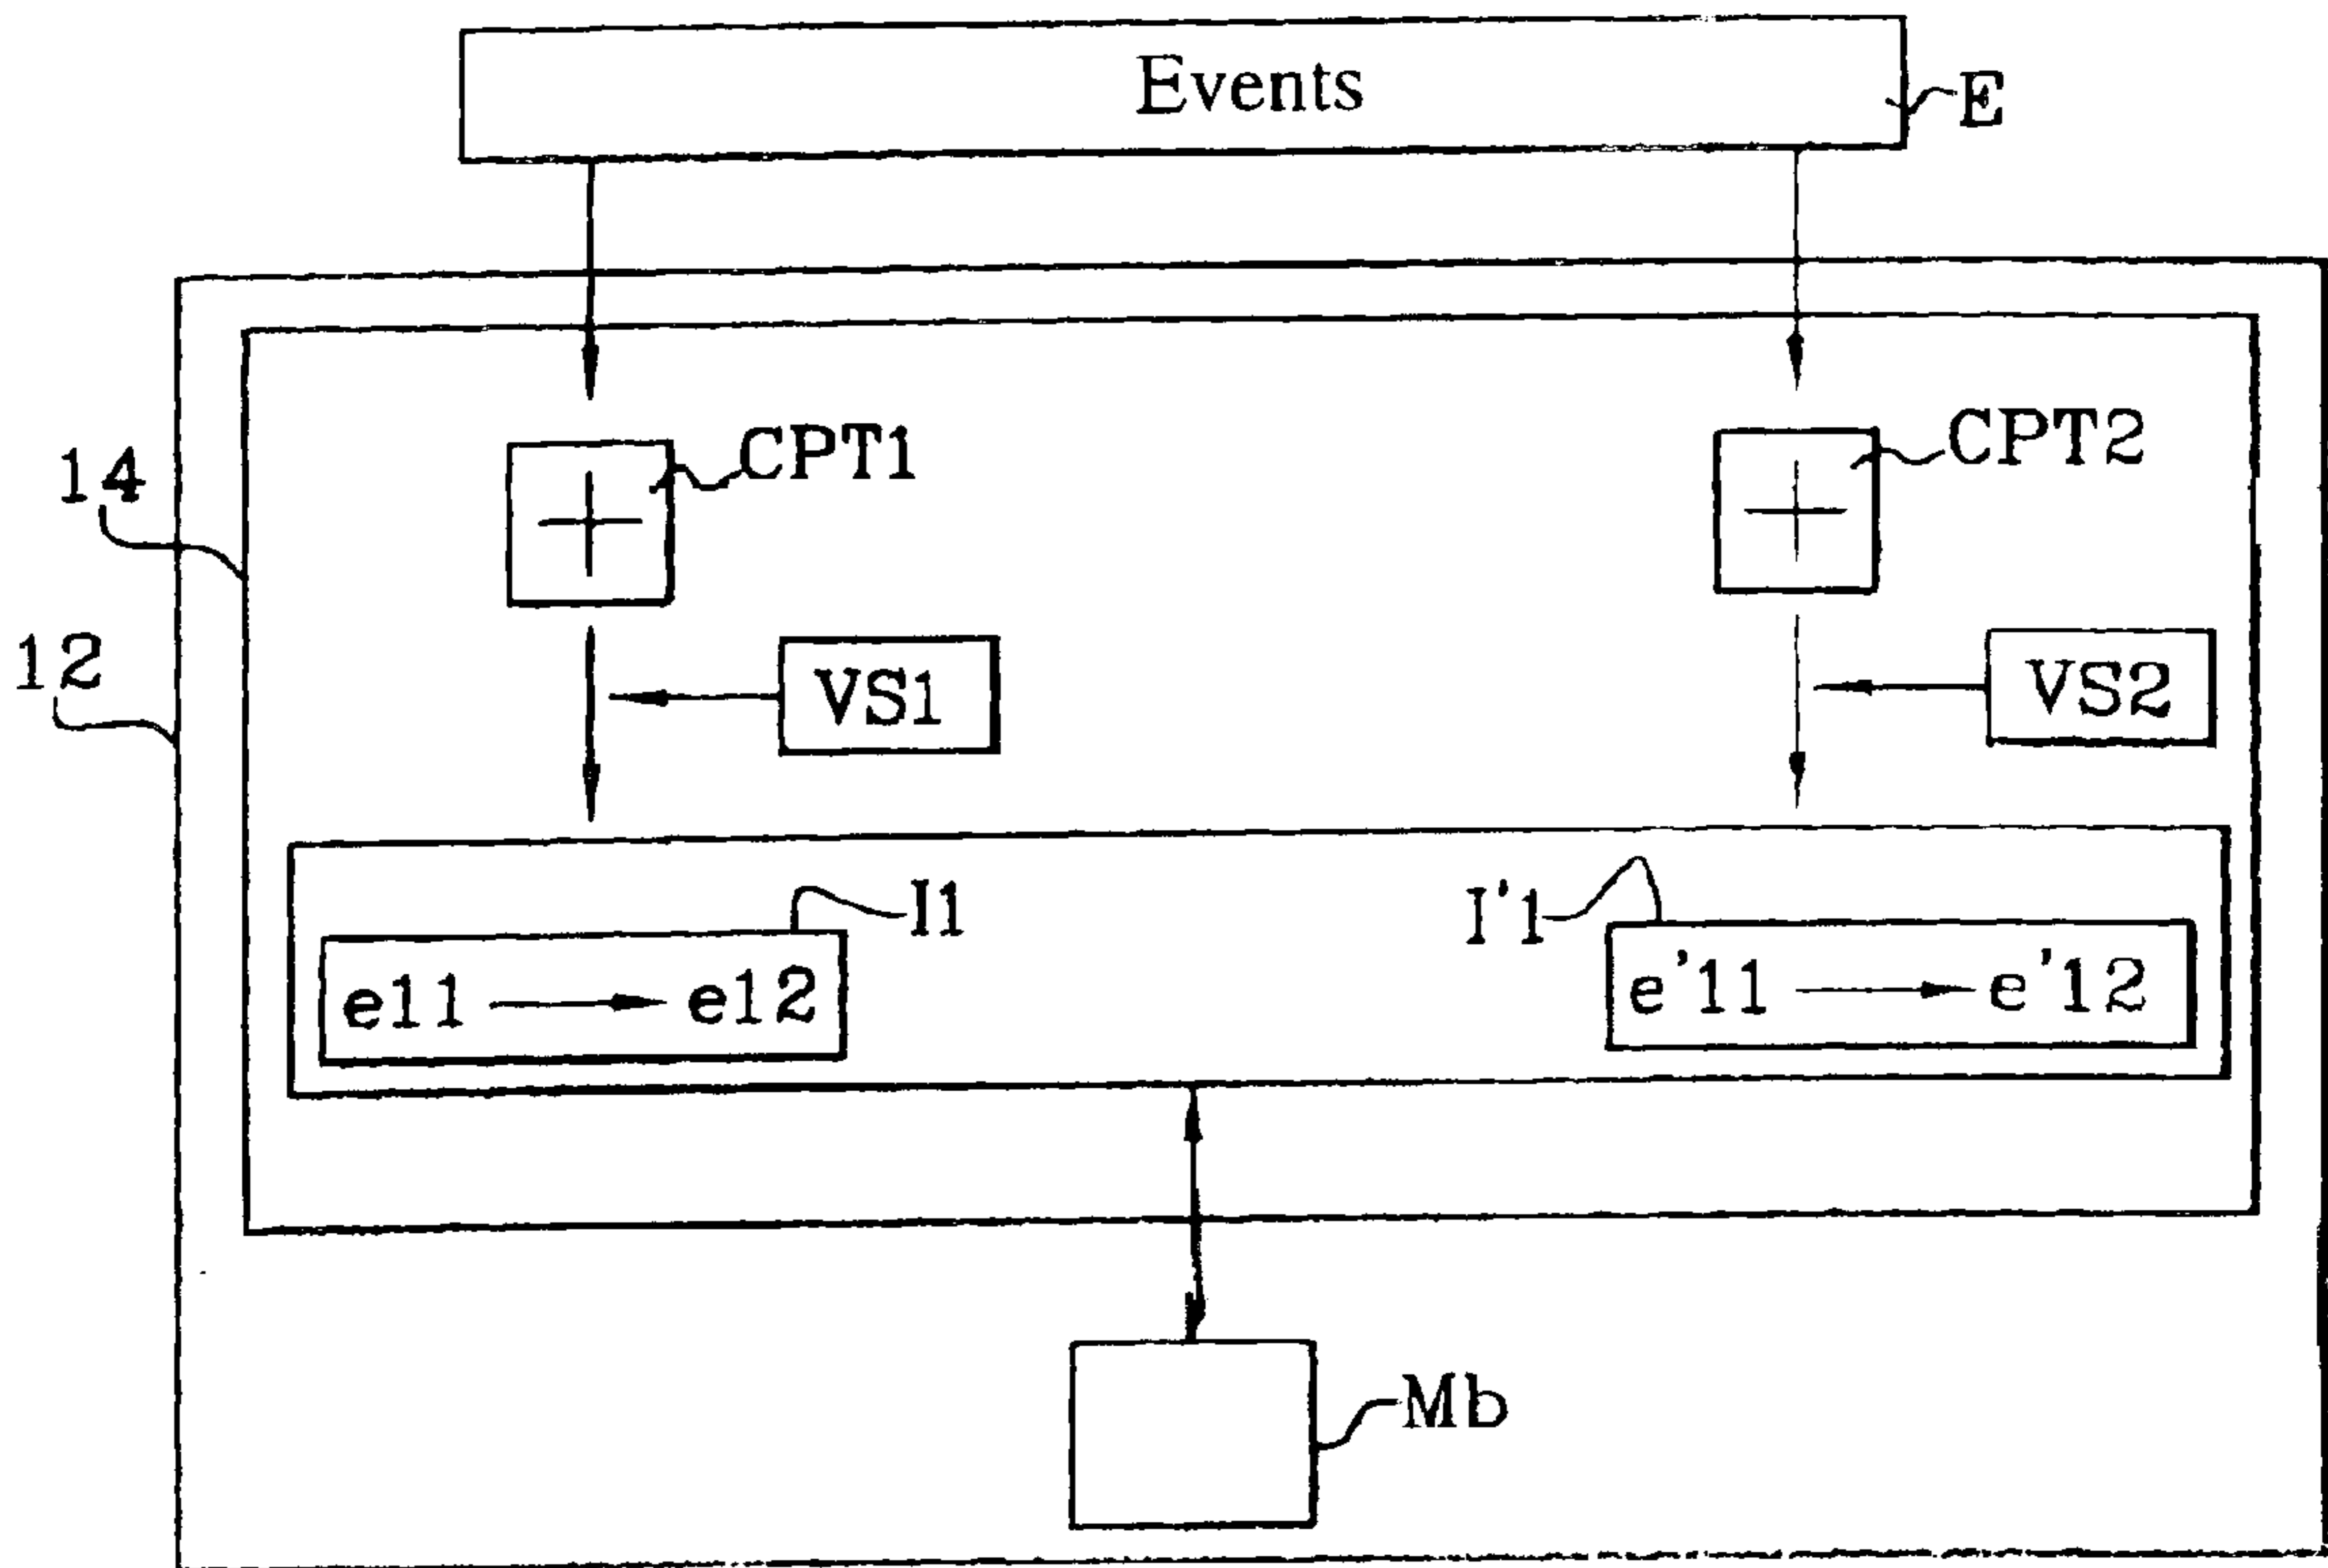 Events
E
CPT1
CPT2
14
12
VS1
VS2
I1
I'1
e11 e12
e'11 e'12
Mb